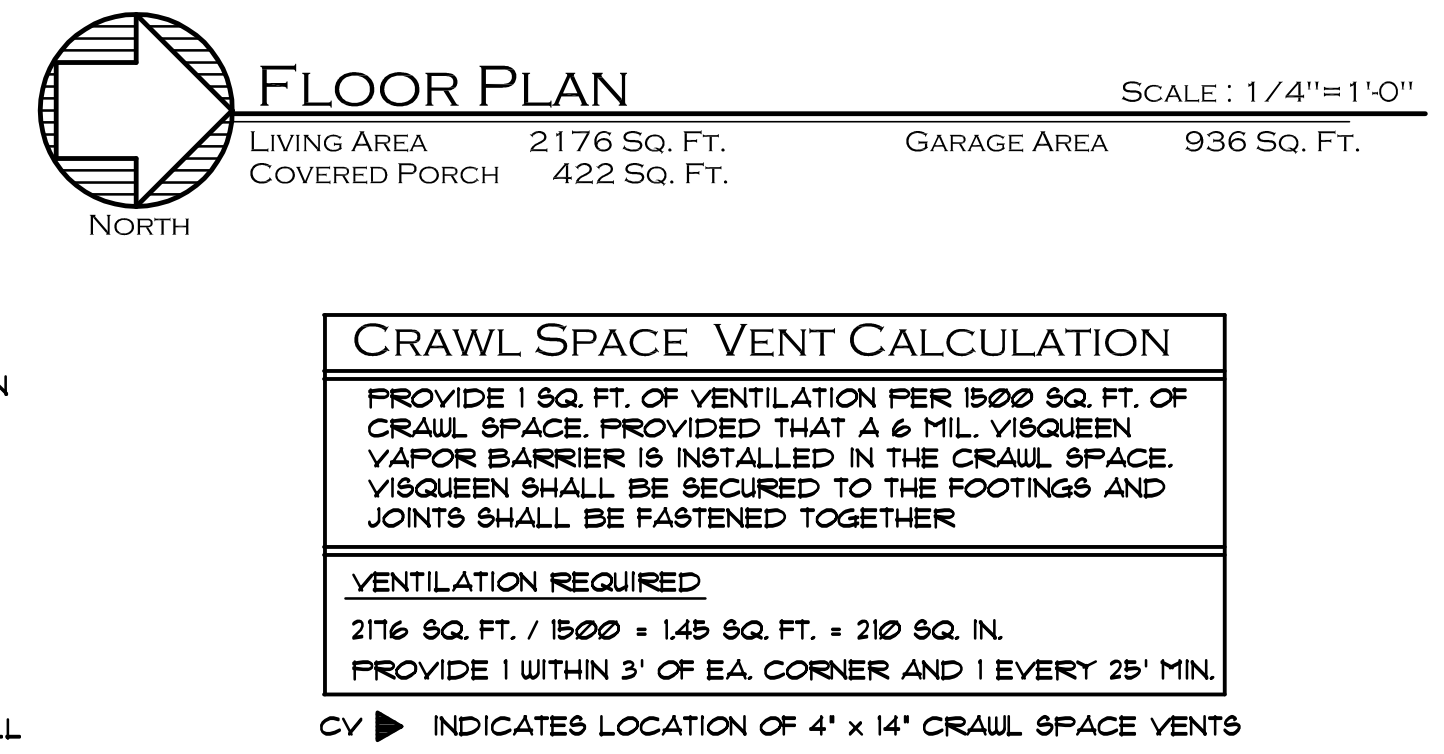 FLOOR PLAN
SCALE : 1/4"=1'-0"
LIVING AREA 2176 SQ. FT. GARAGE AREA 936 SQ. FT.
COVERED PORCH 422 SQ. FT.
NORTH
CRAWL SPACE VENT CALCULATION
N
PROVIDE 1 SQ. FT. OF VENTILATION PER 1500 SQ. FT. OF
CRAWL SPACE. PROVIDED THAT A 6 MIL. VISQUEEN
VAPOR BARRIER IS INSTALLED IN THE CRAWL SPACE.
VISQUEEN SHALL BE SECURED TO THE FOOTINGS AND
JOINTS SHALL BE FASTENED TOGETHER
VENTILATION REQUIRED
2176 SQ. FT. / 1500 = 1.45 SQ. FT. = 210 SQ. IN.
PROVIDE 1 WITHIN 3' OF EA. CORNER AND 1 EVERY 25' MIN.
LL
CV INDICATES LOCATION OF 4" x 14" CRAWL SPACE VENTS